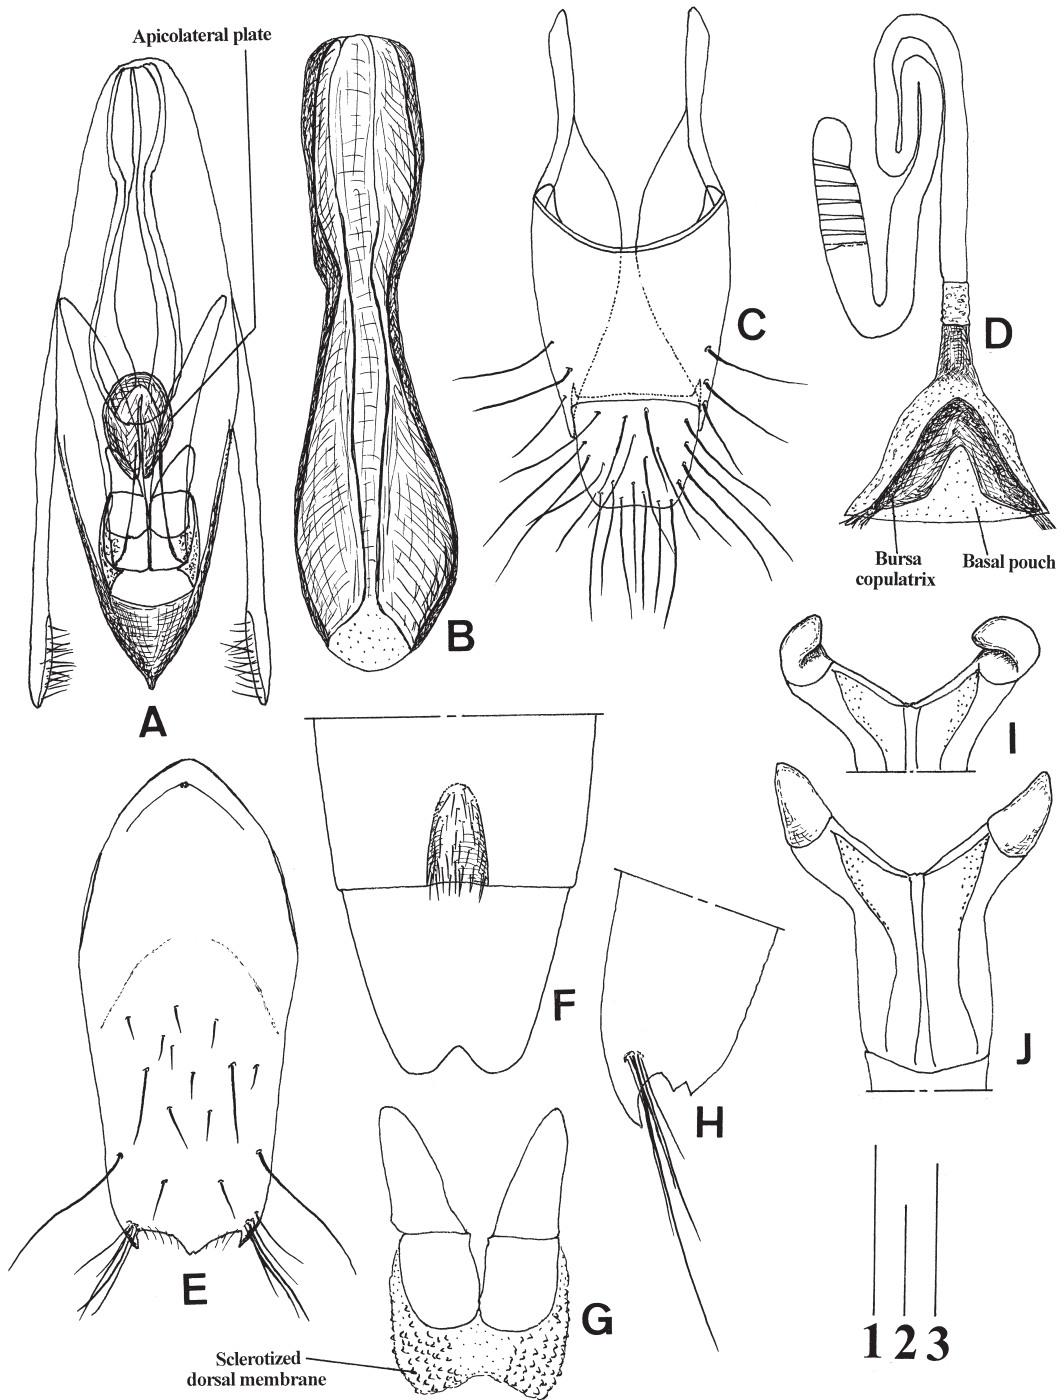 Apicolateral plate
A
B
C
D
Bursa
copulatrix
Basal pouch
I
E
F
H
J
G
Sclerotized
dorsal membrane
1 2 3